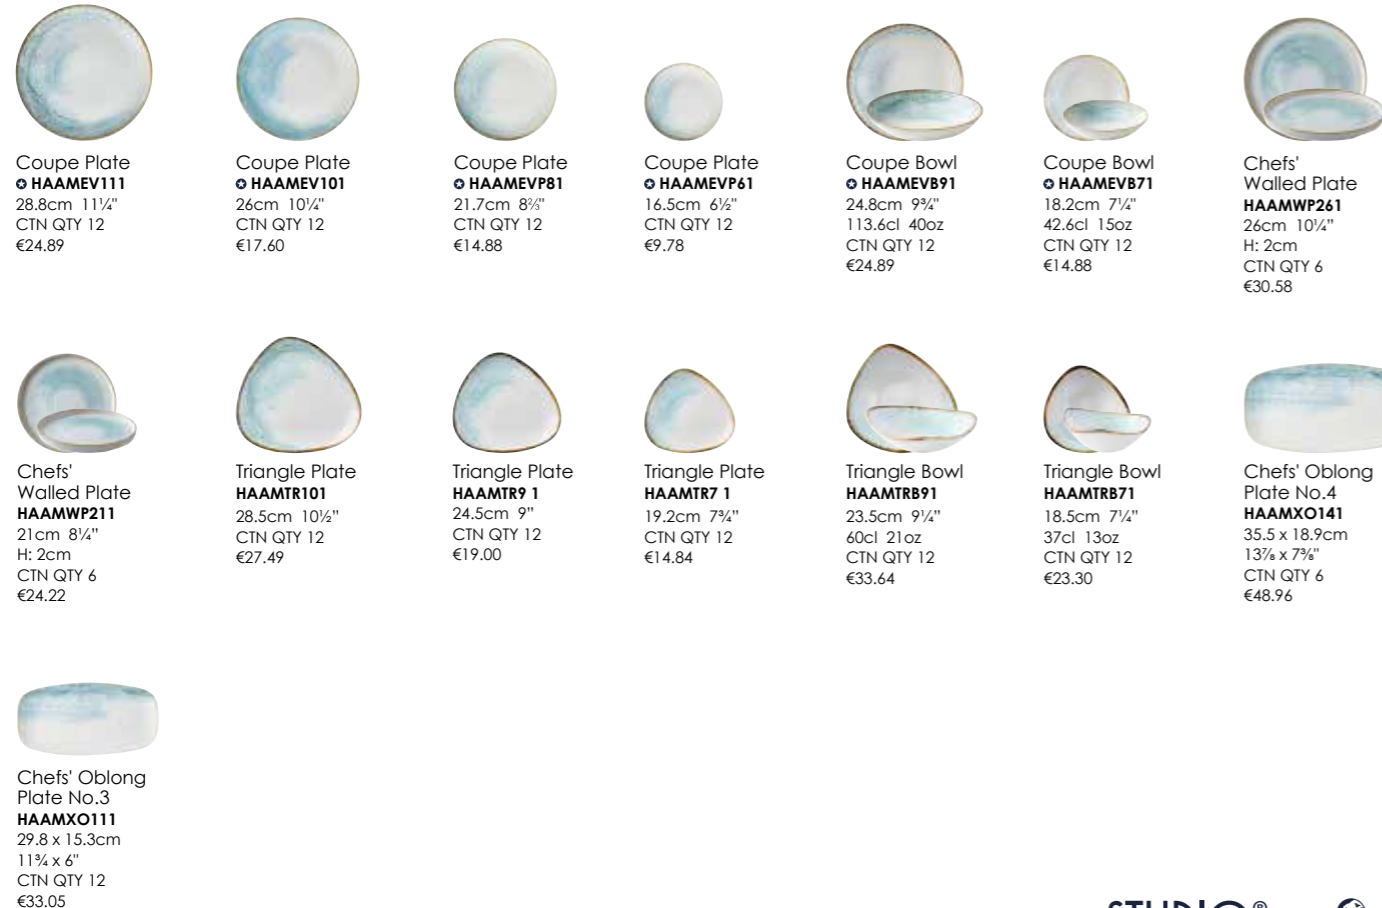 Coupe Plate
✪ HAAMEV111
28.8cm 11¼"
CTN QTY 12
€24.89
Coupe Plate
✪ HAAMEV101
26cm 10¼"
CTN QTY 12
€17.60
Coupe Plate
✪ HAAMEVP81
21.7cm 8⅔"
CTN QTY 12
€14.88
Coupe Plate
✪ HAAMEVP61
16.5cm 6½"
CTN QTY 12
€9.78
Coupe Bowl
✪ HAAMEVB91
24.8cm 9¾"
113.6cl 40oz
CTN QTY 12
€24.89
Coupe Bowl
✪ HAAMEVB71
18.2cm 7¼"
42.6cl 15oz
CTN QTY 12
€14.88
Chefs'
Walled Plate
HAAMWP261
26cm 10¼”
H: 2cm
CTN QTY 6
€30.58
Chefs'
Walled Plate
HAAMWP211
21cm 8¼”
H: 2cm
CTN QTY 6
€24.22
Triangle Plate
HAAMTR101
28.5cm 10½”
CTN QTY 12
€27.49
Triangle Plate
HAAMTR9 1
24.5cm 9”
CTN QTY 12
€19.00
Triangle Plate
HAAMTR7 1
19.2cm 7¾”
CTN QTY 12
€14.84
Triangle Bowl
HAAMTRB91
23.5cm 9¼”
60cl 21oz
CTN QTY 12
€33.64
Triangle Bowl
HAAMTRB71
18.5cm 7¼”
37cl 13oz
CTN QTY 12
€23.30
Chefs' Oblong
Plate No.4
HAAMXO141
35.5 x 18.9cm
13⅞ x 7⅜"
CTN QTY 6
€48.96
Chefs' Oblong
Plate No.3
HAAMXO111
29.8 x 15.3cm
11¾ x 6"
CTN QTY 12
€33.05
STUDIO®